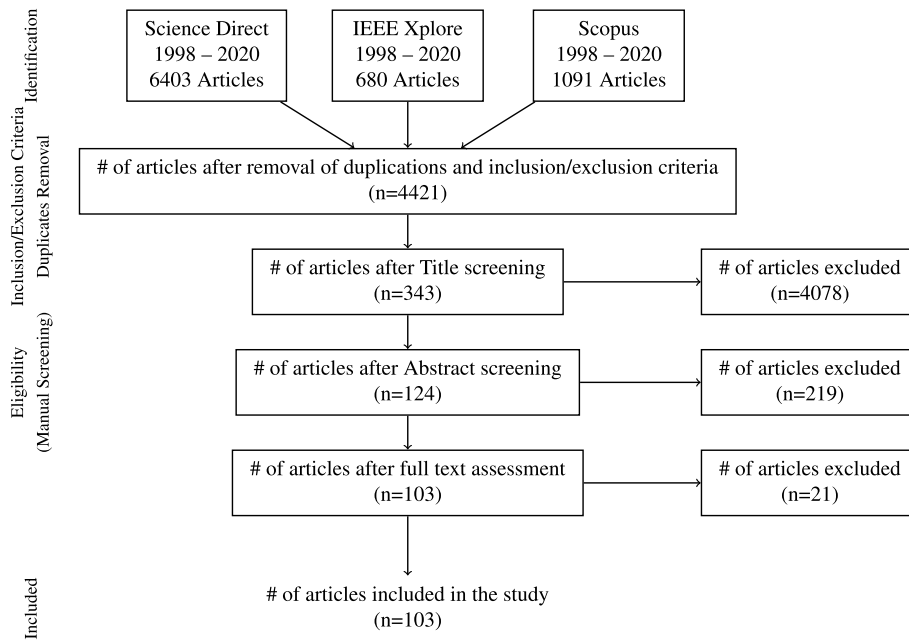 Identification
Science Direct
1998 – 2020
6403 Articles
IEEE Xplore
1998 – 2020
680 Articles
Scopus
1998 – 2020
1091 Articles
Inclusion/Exclusion Criteria
Duplicates Removal
# of articles after removal of duplications and inclusion/exclusion criteria
(n=4421)
# of articles after Title screening
(n=343)
# of articles excluded
(n=4078)
Eligibility
(Manual Screening)
# of articles after Abstract screening
(n=124)
# of articles excluded
(n=219)
# of articles after full text assessment
(n=103)
# of articles excluded
(n=21)
Included
# of articles included in the study
(n=103)